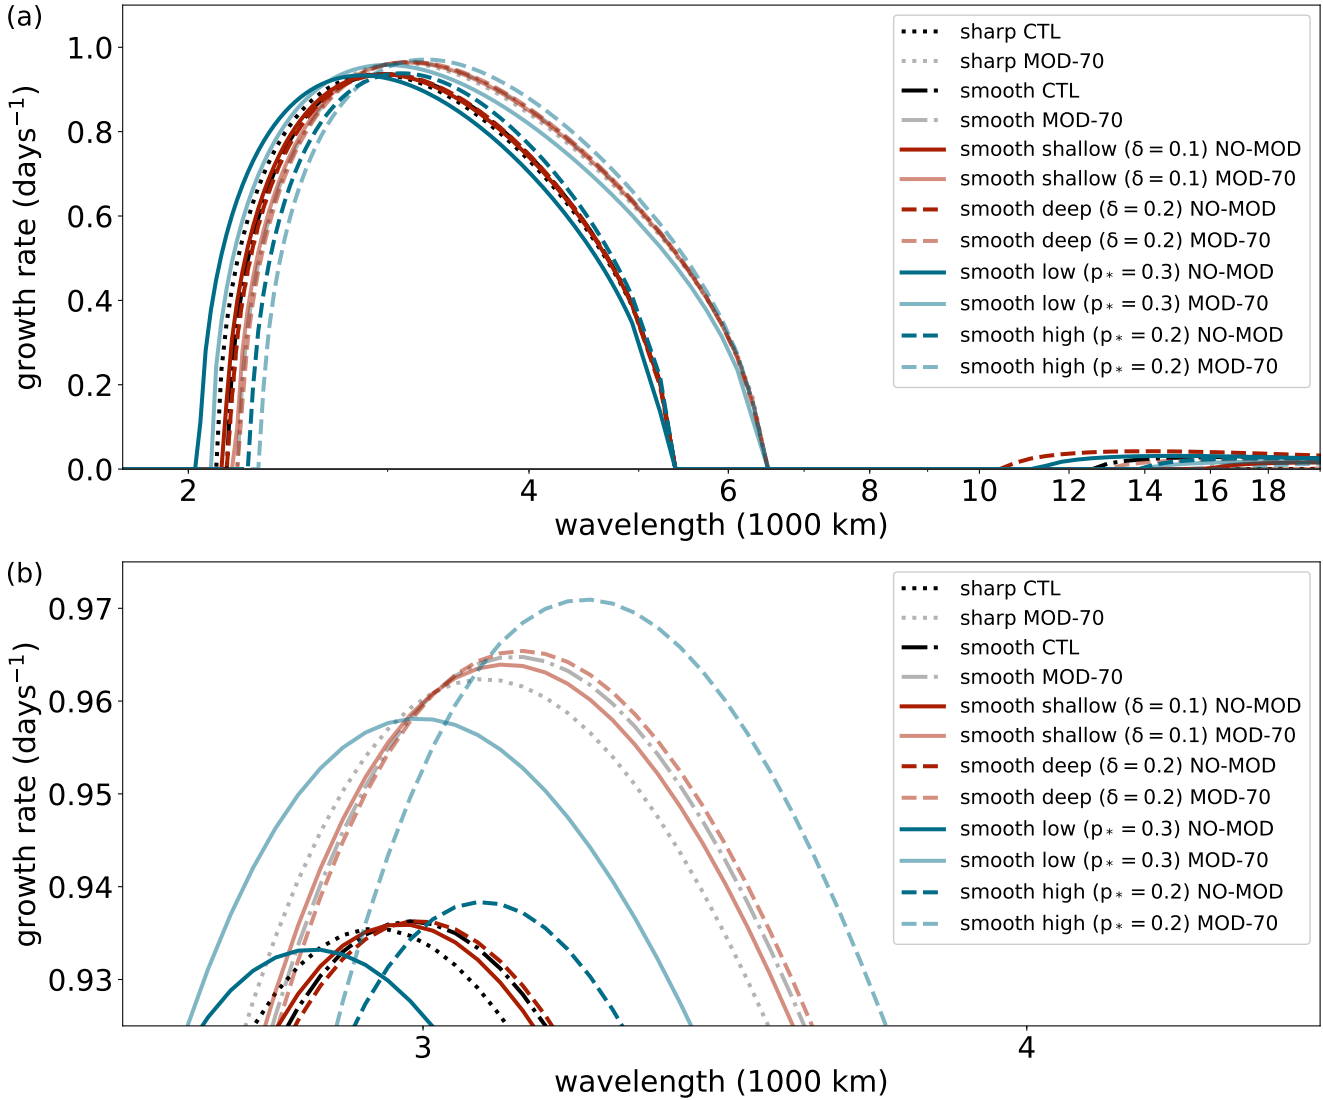 (a)
1.0
0.8
0.6
0.4
0.2
0.0
growth rate (days⁻¹)
sharp CTL
sharp MOD-70
smooth CTL
smooth MOD-70
smooth shallow (δ = 0.1) NO-MOD
smooth shallow (δ = 0.1) MOD-70
smooth deep (δ = 0.2) NO-MOD
smooth deep (δ = 0.2) MOD-70
smooth low (p* = 0.3) NO-MOD
smooth low (p* = 0.3) MOD-70
smooth high (p* = 0.2) NO-MOD
smooth high (p* = 0.2) MOD-70
2 4 6 8 10 12 14 16 18
wavelength (1000 km)
(b)
0.97
0.96
0.95
0.94
0.93
growth rate (days⁻¹)
sharp CTL
sharp MOD-70
smooth CTL
smooth MOD-70
smooth shallow (δ = 0.1) NO-MOD
smooth shallow (δ = 0.1) MOD-70
smooth deep (δ = 0.2) NO-MOD
smooth deep (δ = 0.2) MOD-70
smooth low (p* = 0.3) NO-MOD
smooth low (p* = 0.3) MOD-70
smooth high (p* = 0.2) NO-MOD
smooth high (p* = 0.2) MOD-70
3 4
wavelength (1000 km)